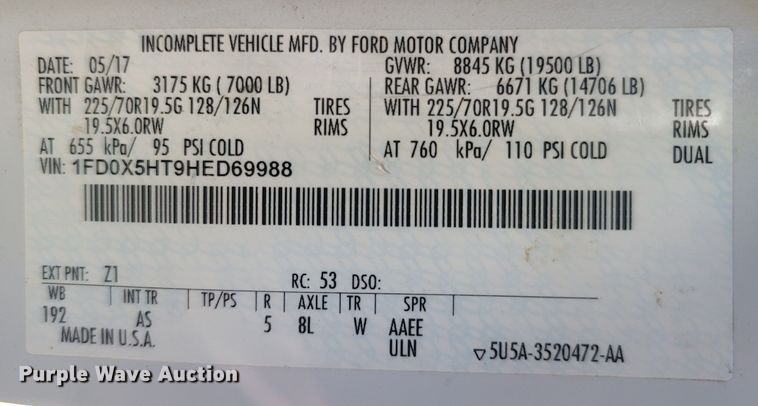 INCOMPLETE VEHICLE MFD. BY FORD MOTOR COMPANY
DATE: 05/17 GVWR: 8845 KG (19500 LB)
FRONT GAWR: 3175 KG ( 7000 LB) REAR GAWR: 6671 KG (14706 LB)
WITH 225/70R19.5G 128/126N TIRES WITH 225/70R19.5G 128/126N TIRES
19.5X6.0RW RIMS 19.5X6.0RW RIMS
AT 655 kPa/ 95 PSI COLD AT 760 kPa/ 110 PSI COLD DUAL
VIN: 1FD0X5HT9HED69988
EXT PNT: Z1 RC: 53 DSO:
WB INT TR TP/PS R AXLE TR SPR
192 AS 5 8L W AAEE
MADE IN U.S.A. ULN ▽5U5A-3520472-AA
Purple Wave Auction